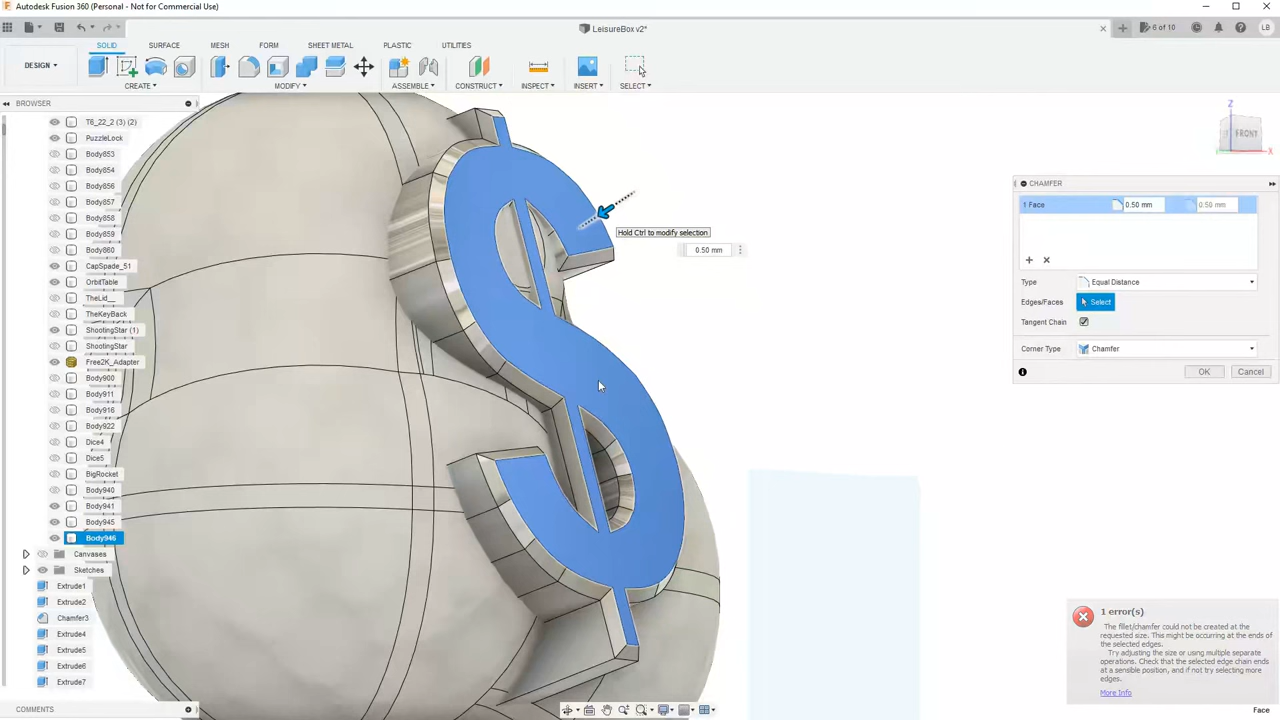 Autodesk Fusion 360 (Personal - Not for Commercial Use)
LeisureBox v2*
6 of 10
LB
SOLID SURFACE MESH FORM SHEET METAL PLASTIC UTILITIES
DESIGN
CREATE MODIFY ASSEMBLE CONSTRUCT INSPECT INSERT SELECT
BROWSER
T6_22_2 (3) (2)
PuzzleLock
Body853
Body854
Body856
Body857
Body858
Body859
Body860
CapSpade_51
OrbitTable
TheLid__
TheKeyBack
ShootingStar (1)
ShootingStar
Free2K_Adapter
Body900
Body911
Body916
Body922
Dice4
Dice5
BigRocket
Body940
Body941
Body945
Body946
Canvases
Sketches
Extrude1
Extrude2
Chamfer3
Extrude4
Extrude5
Extrude6
Extrude7
COMMENTS
Hold Ctrl to modify selection
0.50 mm
Z
FRONT
CHAMFER
1 Face 0.50 mm 0.50 mm
Type Equal Distance
Edges/Faces Select
Tangent Chain
Corner Type Chamfer
OK Cancel
1 error(s)
The fillet/chamfer could not be created at the
requested size. This might be occurring at the ends of
the selected edges.
Try adjusting the size or using multiple separate
operations. Check that the selected edge chain ends
at a sensible position, and if not try selecting more
edges.
More Info
Face